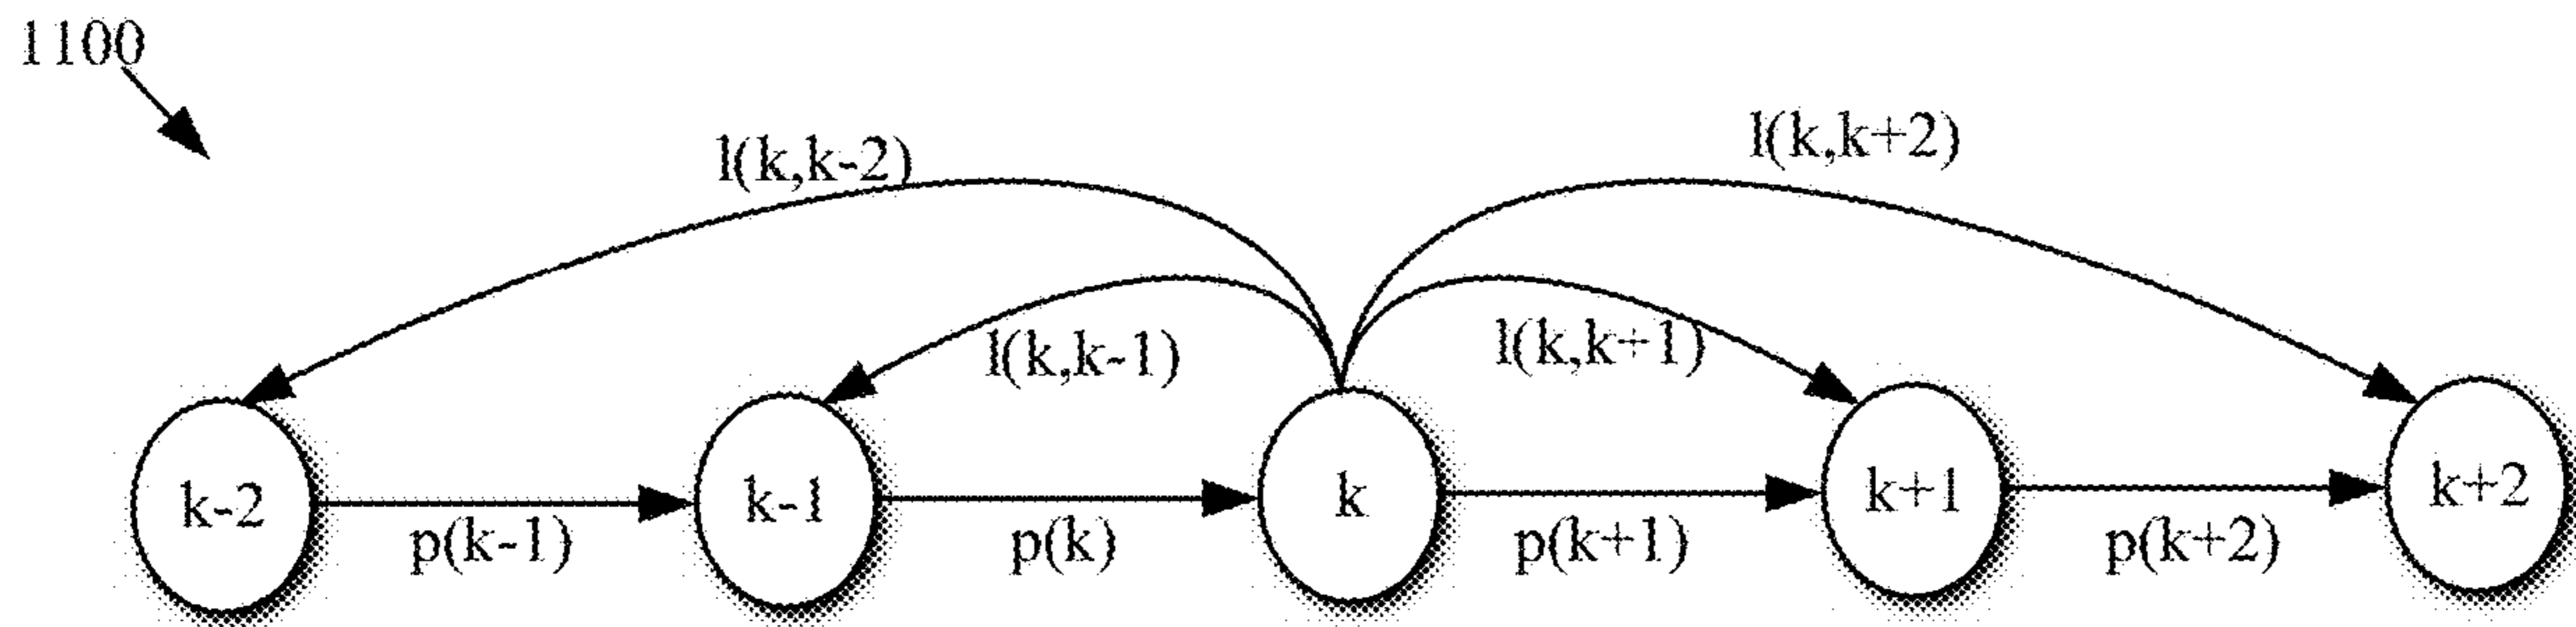 1100
l(k,k-2)
l(k,k+2)
l(k,k-1)
l(k,k+1)
k-2
k-1
k
k+1
k+2
p(k-1)
p(k)
p(k+1)
p(k+2)